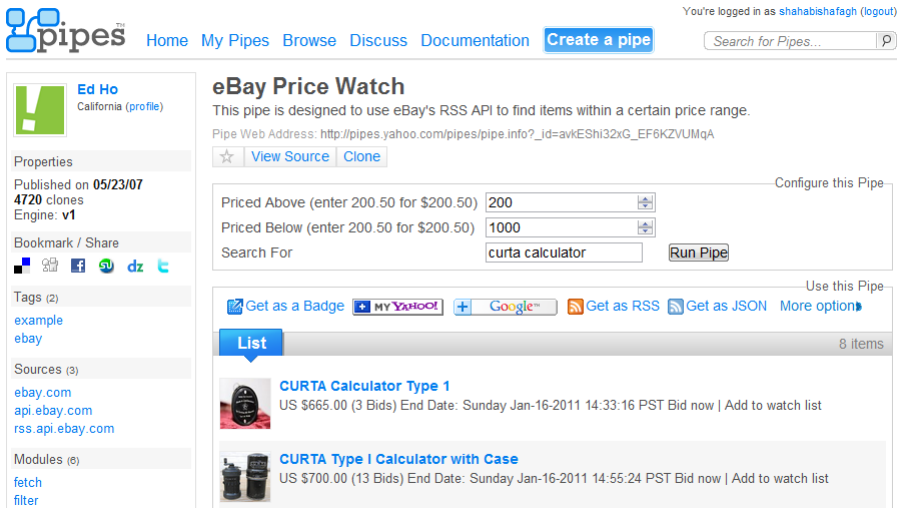 You're logged in as shahabishafagh (logout)
pipes™
Home My Pipes Browse Discuss Documentation Create a pipe
Search for Pipes...
Ed Ho
California (profile)
Properties
Published on 05/23/07
4720 clones
Engine: v1
Bookmark / Share
dz t
Tags (2)
example
ebay
Sources (3)
ebay.com
api.ebay.com
rss.api.ebay.com
Modules (6)
fetch
filter
eBay Price Watch
This pipe is designed to use eBay's RSS API to find items within a certain price range.
Pipe Web Address: http://pipes.yahoo.com/pipes/pipe.info?_id=avkEShi32xG_EF6KZVUMqA
View Source Clone
Configure this Pipe
Priced Above (enter 200.50 for $200.50) 200
Priced Below (enter 200.50 for $200.50) 1000
Search For curta calculator Run Pipe
Use this Pipe
Get as a Badge MY YAHOO! Google™ Get as RSS Get as JSON More options
List 8 items
CURTA Calculator Type 1
US $665.00 (3 Bids) End Date: Sunday Jan-16-2011 14:33:16 PST Bid now | Add to watch list
CURTA Type I Calculator with Case
US $700.00 (13 Bids) End Date: Sunday Jan-16-2011 14:55:24 PST Bid now | Add to watch list